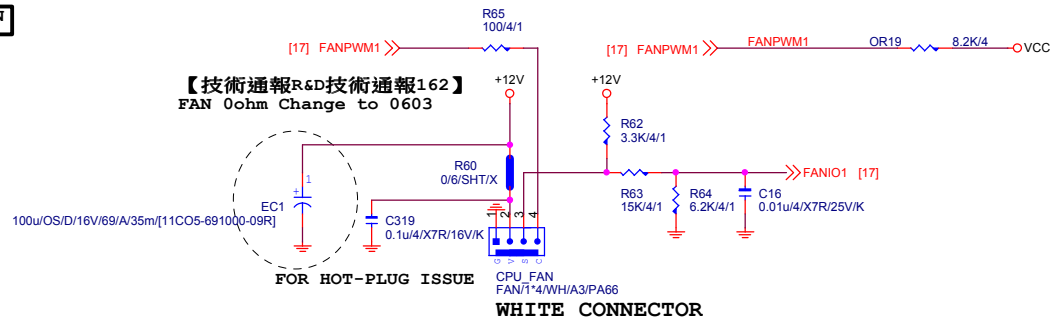 N
R65
100/4/1
[17] FANPWM1
[17] FANPWM1
FANPWM1
OR19
8.2K/4
VCC
【技術通報R&D技術通報162】
FAN 0ohm Change to 0603
+12V
+12V
R62
3.3K/4/1
R60
0/6/SHT/X
FANIO1 [17]
1
+
EC1
100u/OS/D/16V/69/A/35m/[11CO5-691000-09R]
C319
0.1u/4/X7R/16V/K
1
2
3
4
R63
15K/4/1
R64
6.2K/4/1
C16
0.01u/4/X7R/25V/K
G
V
S
C
FOR HOT-PLUG ISSUE
CPU_FAN
FAN/1*4/WH/A3/PA66
WHITE CONNECTOR